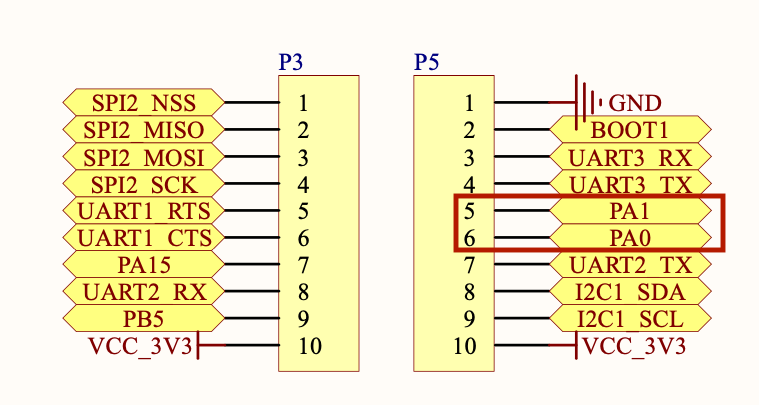 P3
SPI2_NSS 1
SPI2_MISO 2
SPI2_MOSI 3
SPI2_SCK 4
UART1_RTS 5
UART1_CTS 6
PA15 7
UART2_RX 8
PB5 9
VCC_3V3 10
P5
1 GND
2 BOOT1
3 UART3_RX
4 UART3_TX
5 PA1
6 PA0
7 UART2_TX
8 I2C1_SDA
9 I2C1_SCL
10 VCC_3V3